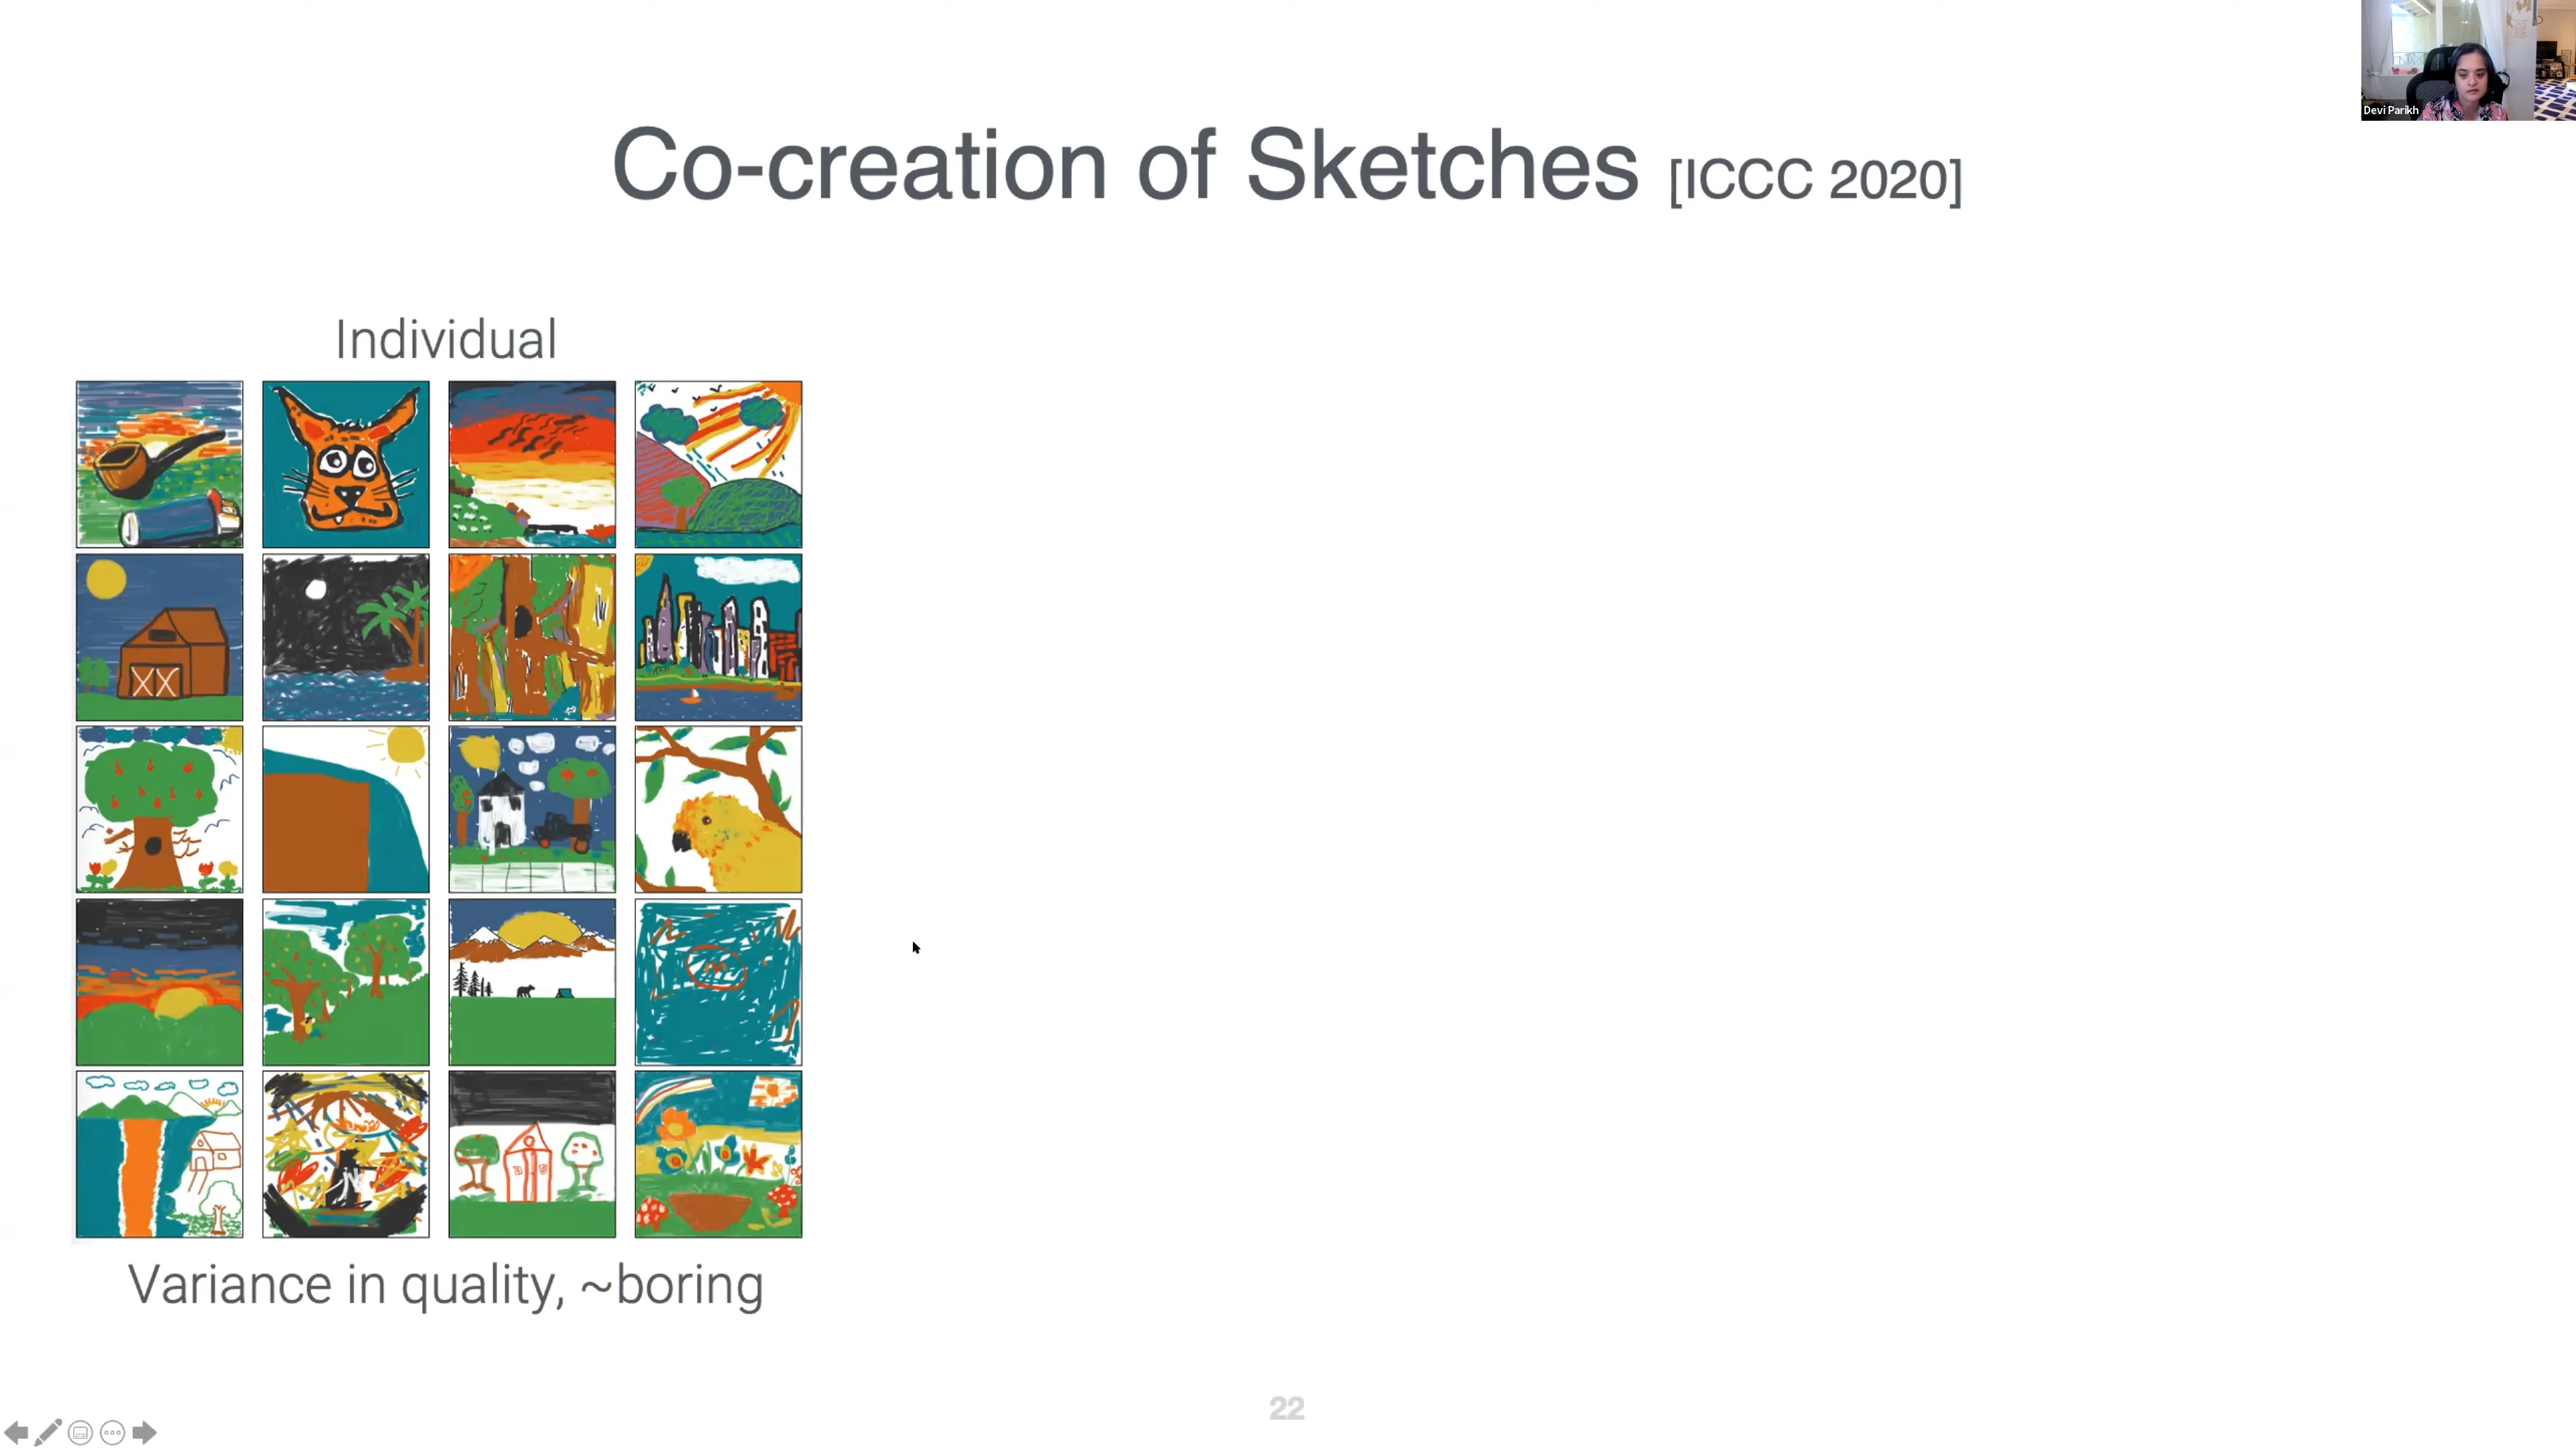 Devi Parikh
Co-creation of Sketches [ICCC 2020]
Individual
Variance in quality, ~boring
22